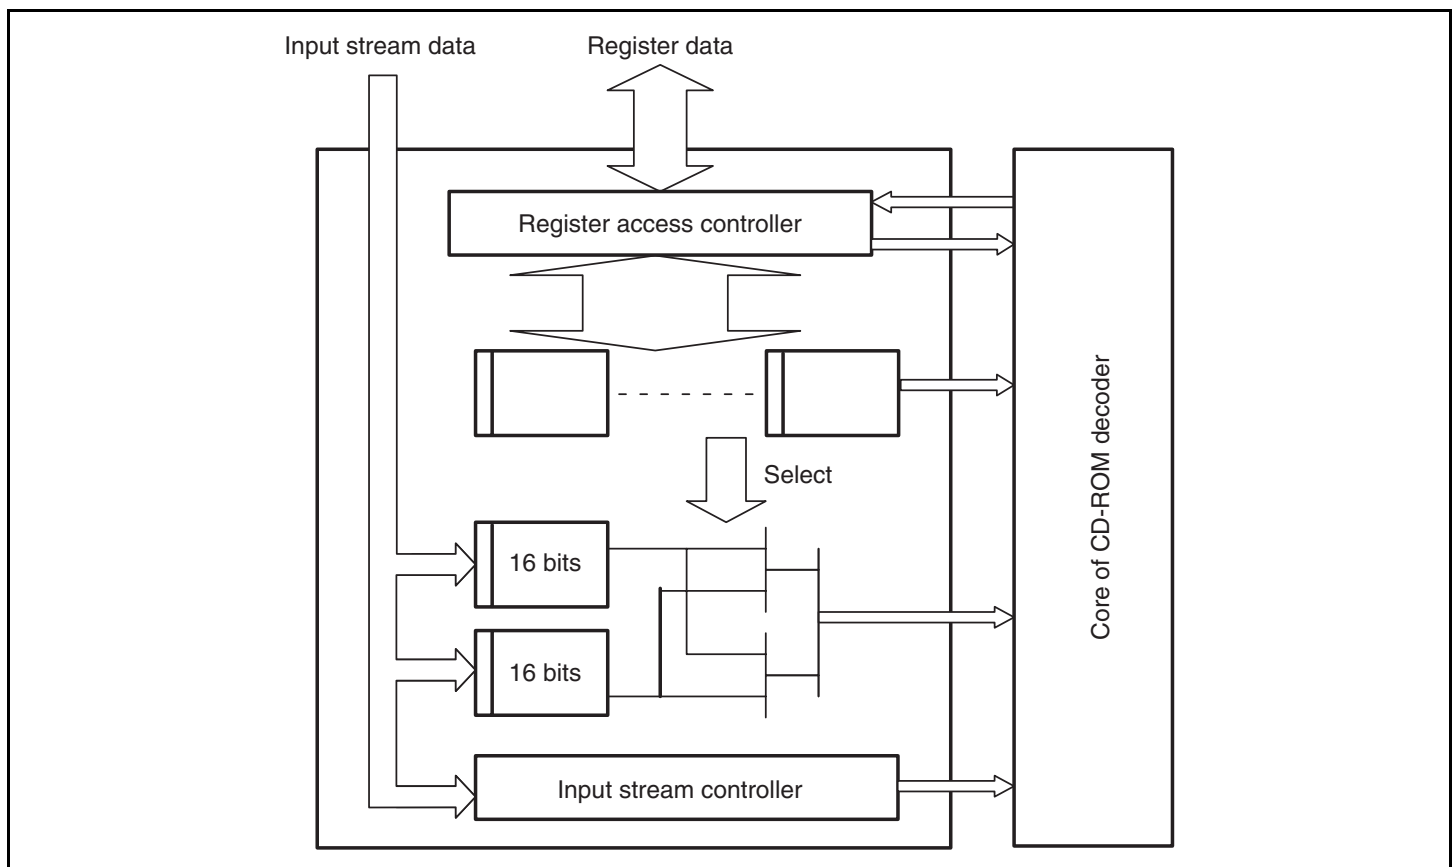 Input stream data
Register data
Register access controller
Select
16 bits
16 bits
Input stream controller
Core of CD-ROM decoder